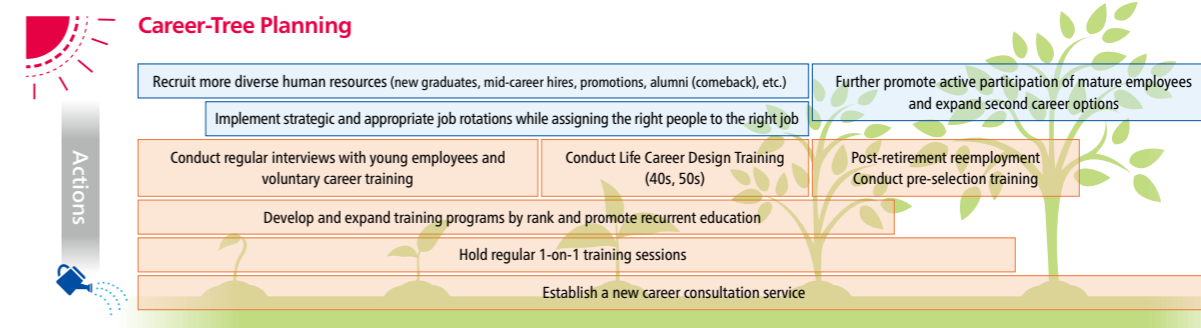 Career-Tree Planning
Recruit more diverse human resources (new graduates, mid-career hires, promotions, alumni (comeback), etc.)
Further promote active participation of mature employees
and expand second career options
Implement strategic and appropriate job rotations while assigning the right people to the right job
Actions
Conduct regular interviews with young employees and
voluntary career training
Conduct Life Career Design Training
(40s, 50s)
Post-retirement reemployment
Conduct pre-selection training
Develop and expand training programs by rank and promote recurrent education
Hold regular 1-on-1 training sessions
Establish a new career consultation service